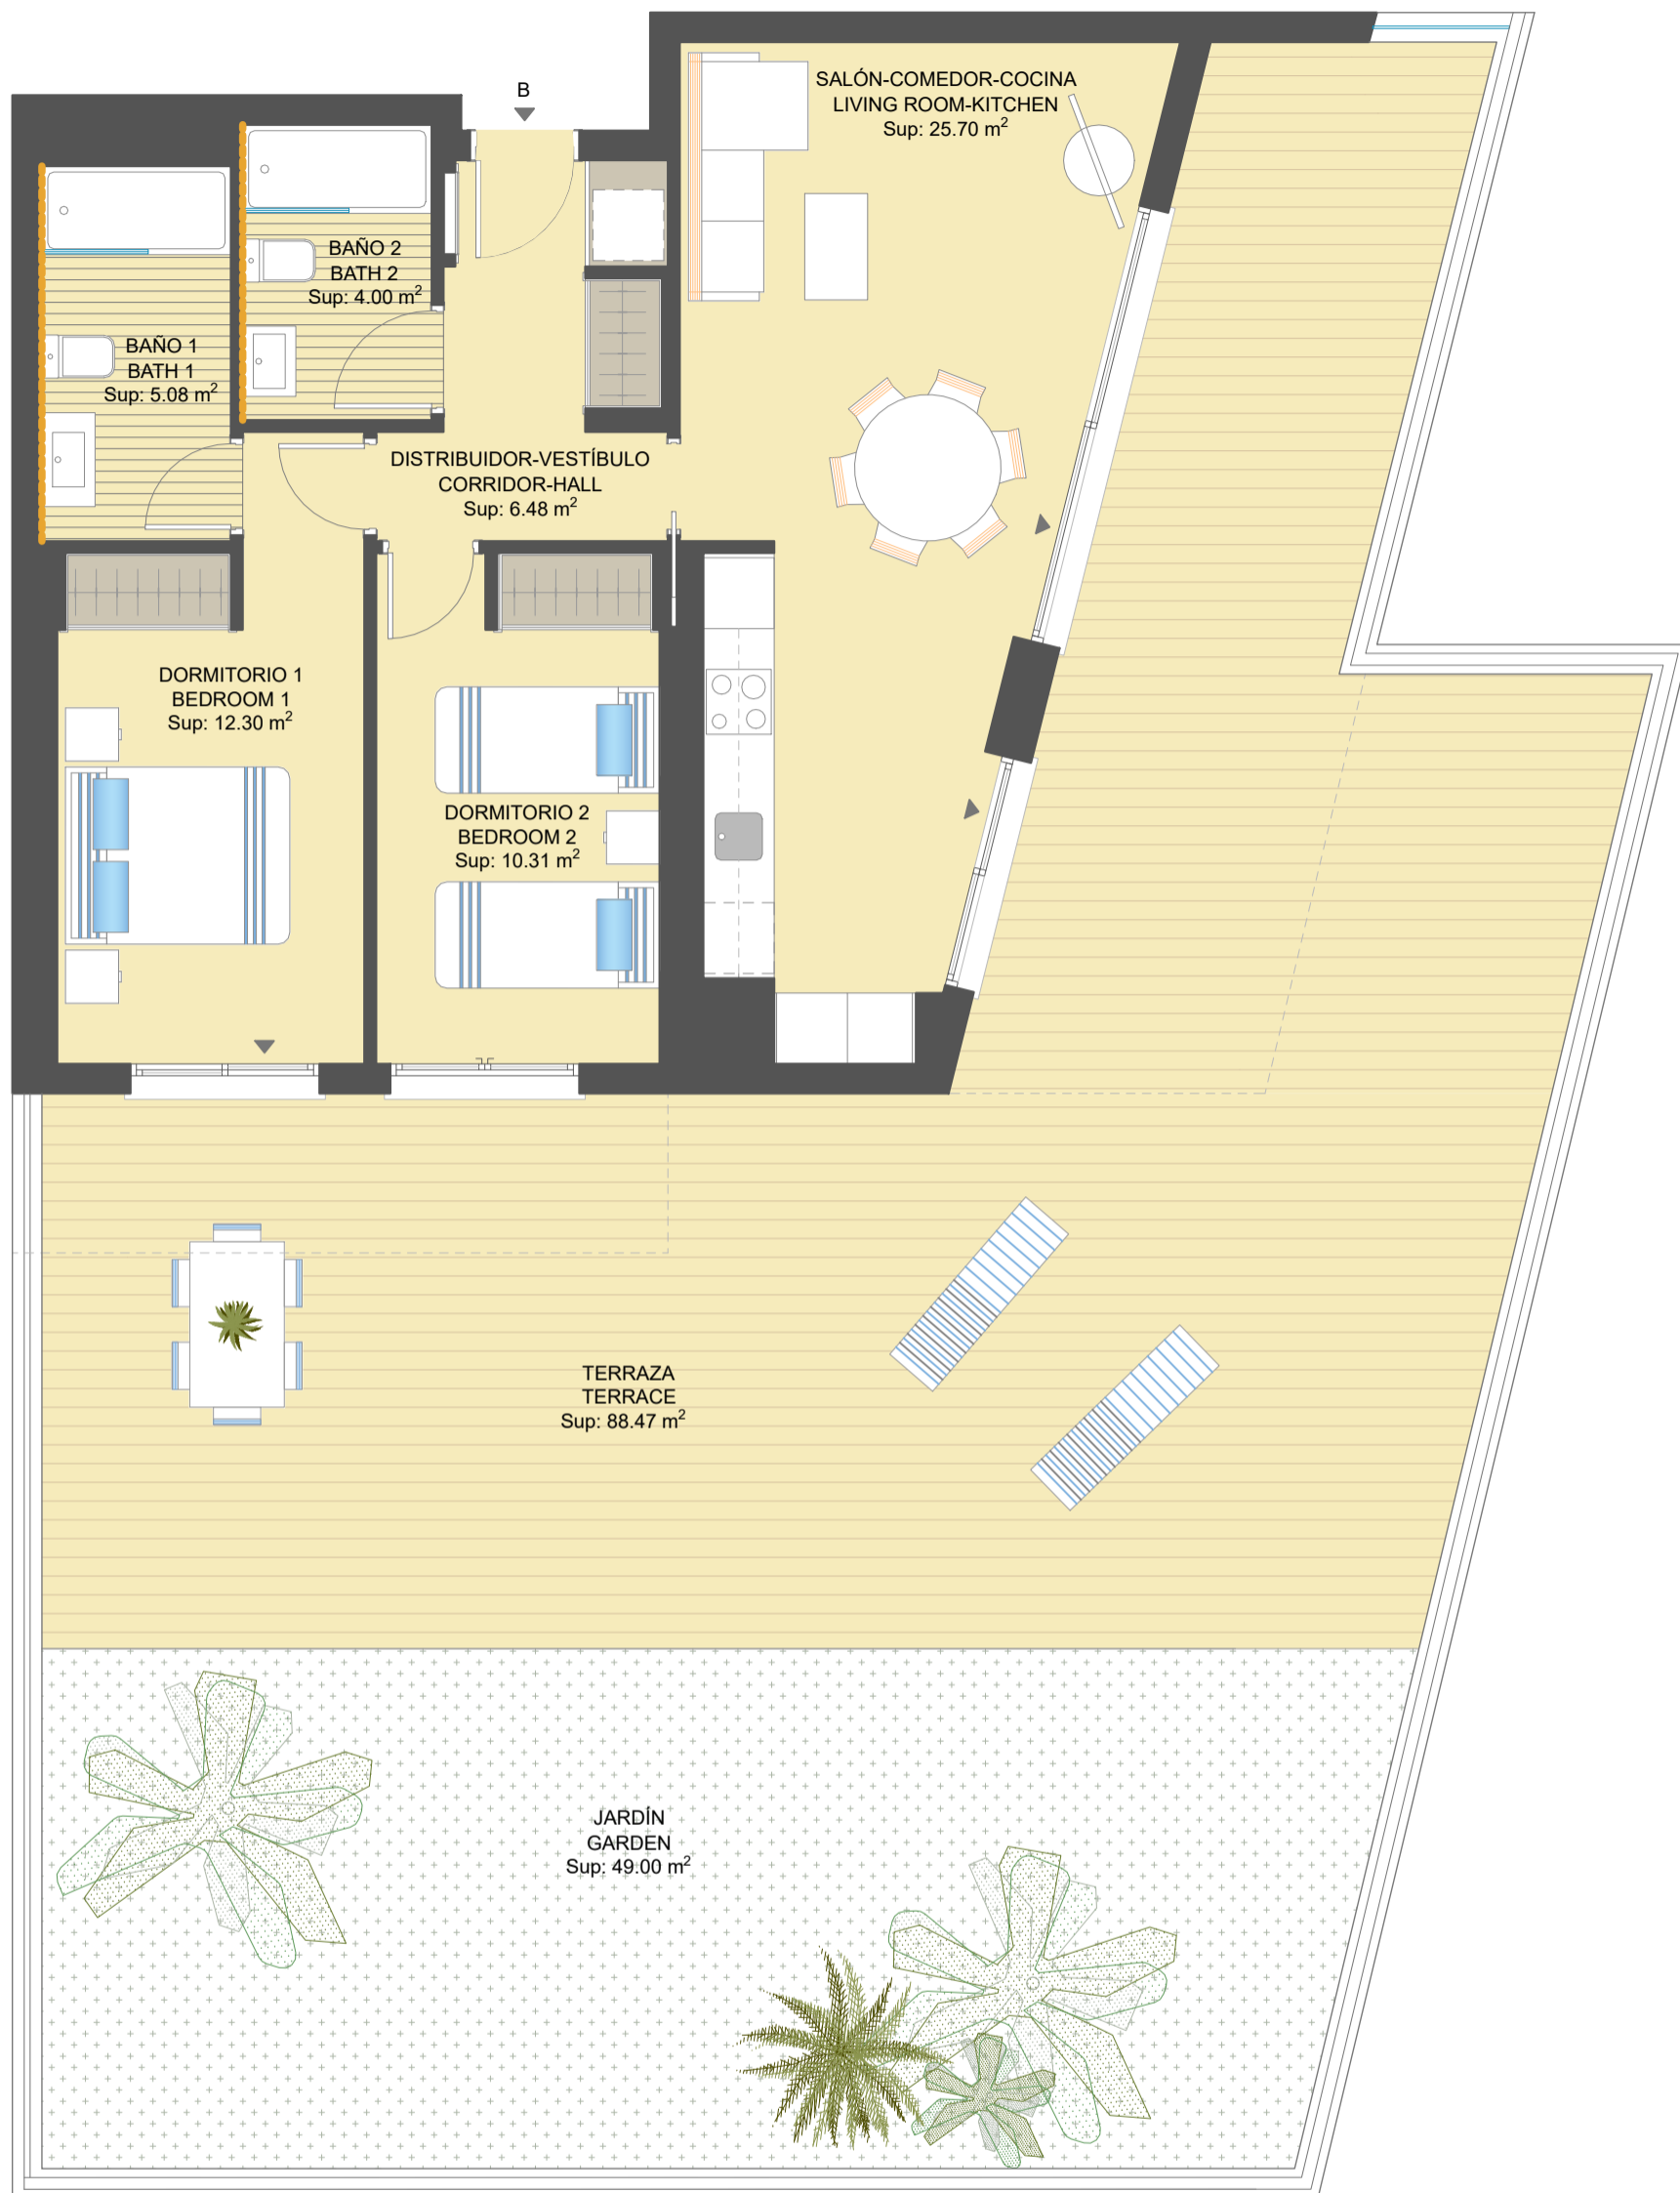 B
SALÓN-COMEDOR-COCINA
LIVING ROOM-KITCHEN
Sup: 25.70 m²
BAÑO 2
BATH 2
Sup: 4.00 m²
BAÑO 1
BATH 1
Sup: 5.08 m²
DISTRIBUIDOR-VESTÍBULO
CORRIDOR-HALL
Sup: 6.48 m²
DORMITORIO 1
BEDROOM 1
Sup: 12.30 m²
DORMITORIO 2
BEDROOM 2
Sup: 10.31 m²
TERRAZA
TERRACE
Sup: 88.47 m²
JARDÍN
GARDEN
Sup: 49.00 m²